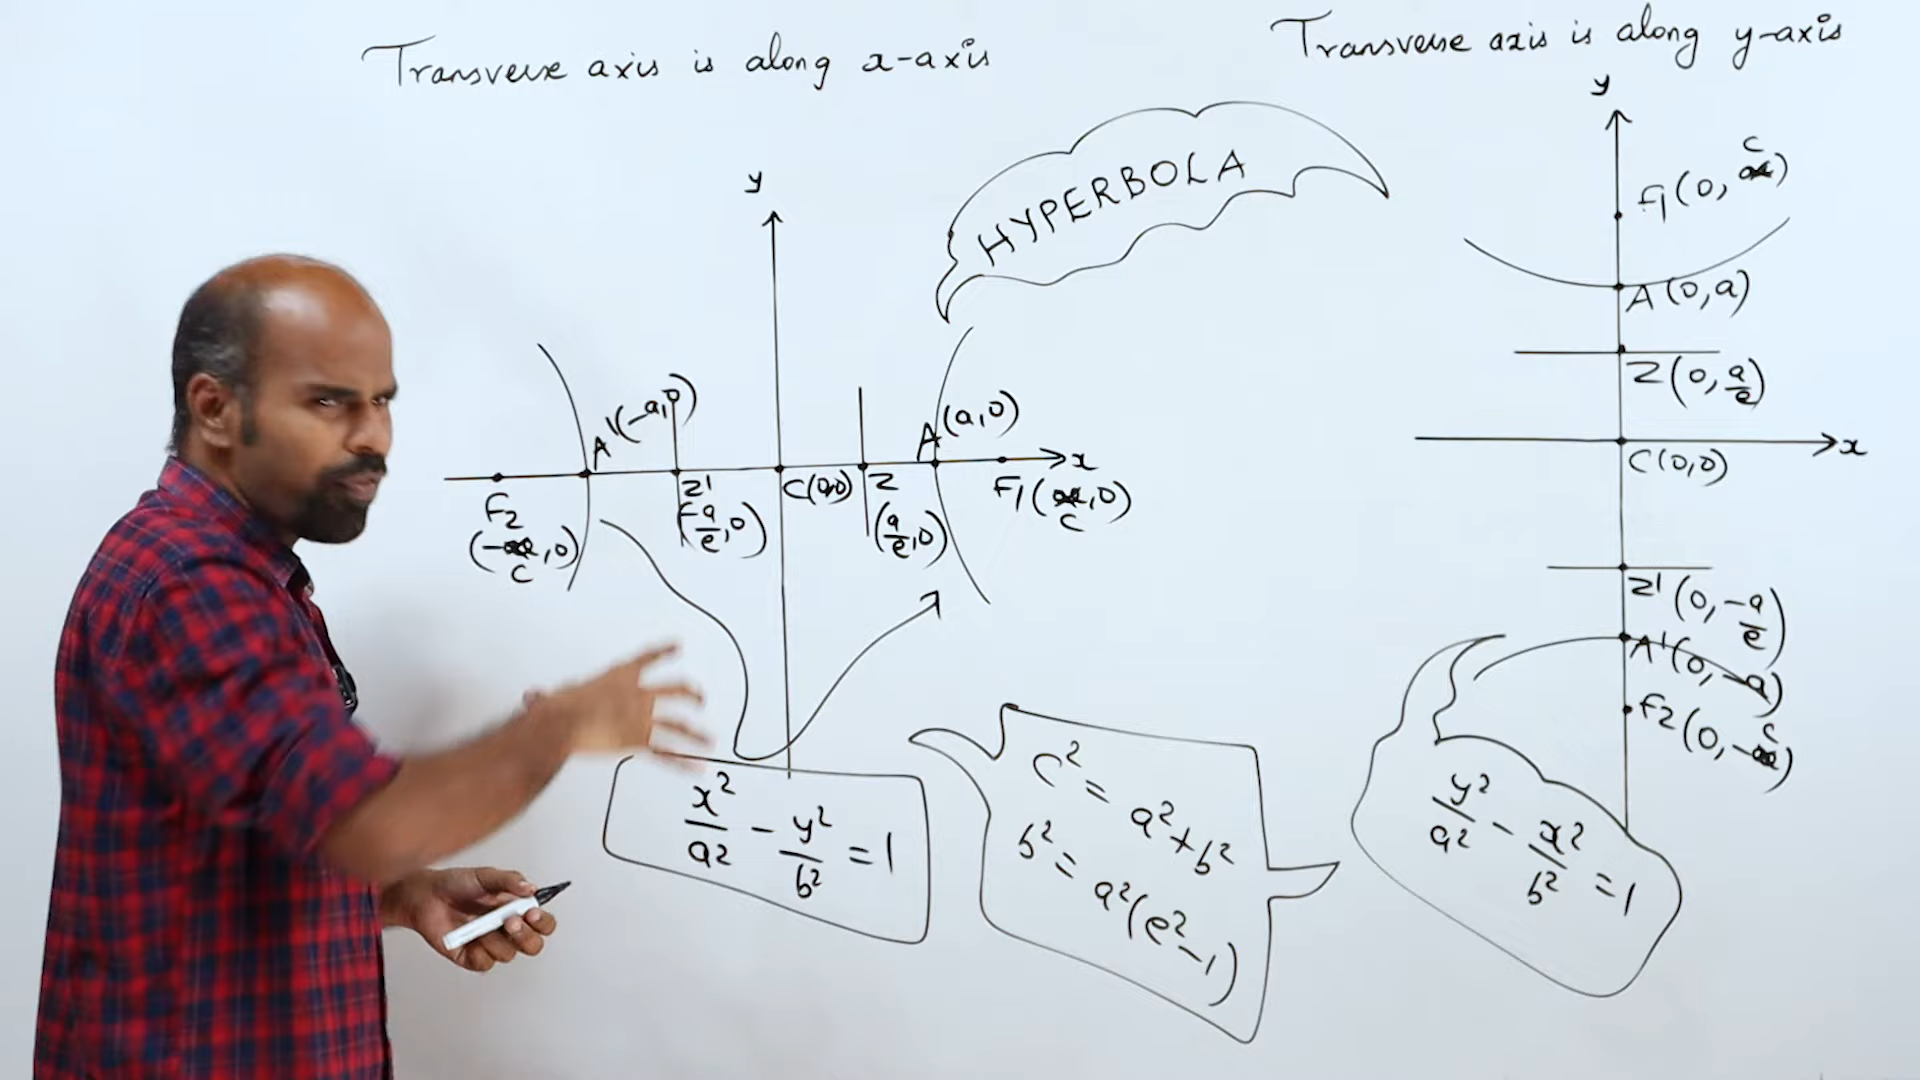 Transverse axis is along x-axis
Transverse axis is along y-axis
HYPERBOLA
y
A'(-a,0)
A(a,0)
x
F2
(-c,0)
Z'
(-a/e,0)
C(0,0)
Z
(a/e,0)
F1(c,0)
x²/a² - y²/b² = 1
c² = a²+b²
b² = a²(e²-1)
y
F1(0,c)
A(0,a)
Z(0,a/e)
x
C(0,0)
Z'(0,-a/e)
A'(0,-a)
F2(0,-c)
y²/a² - x²/b² = 1